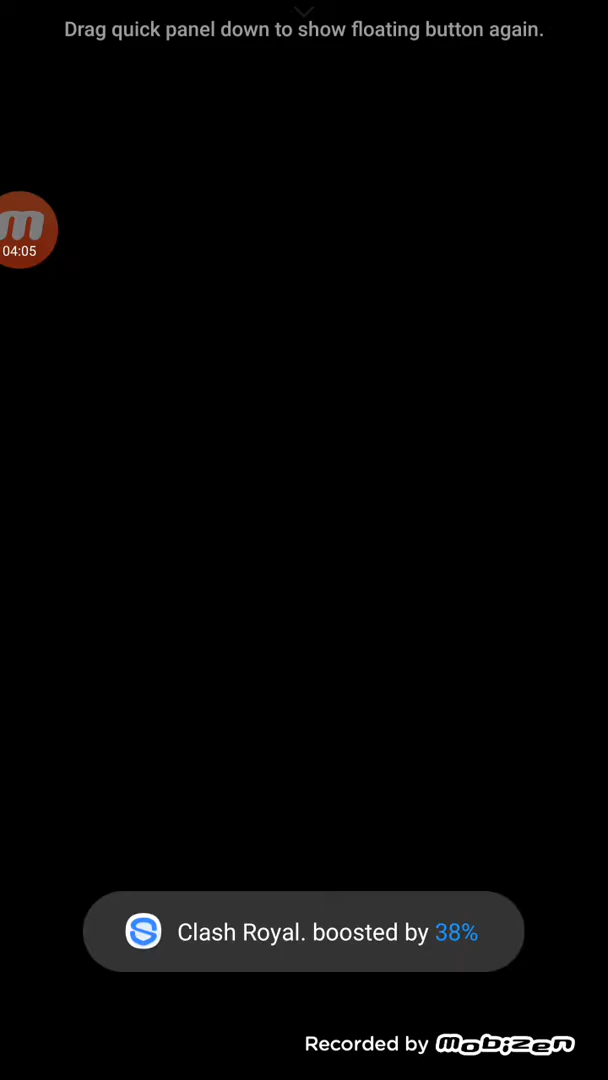 Drag quick panel down to show floating button again.
m
04:05
Clash Royal. boosted by 38%
Recorded by mobizen